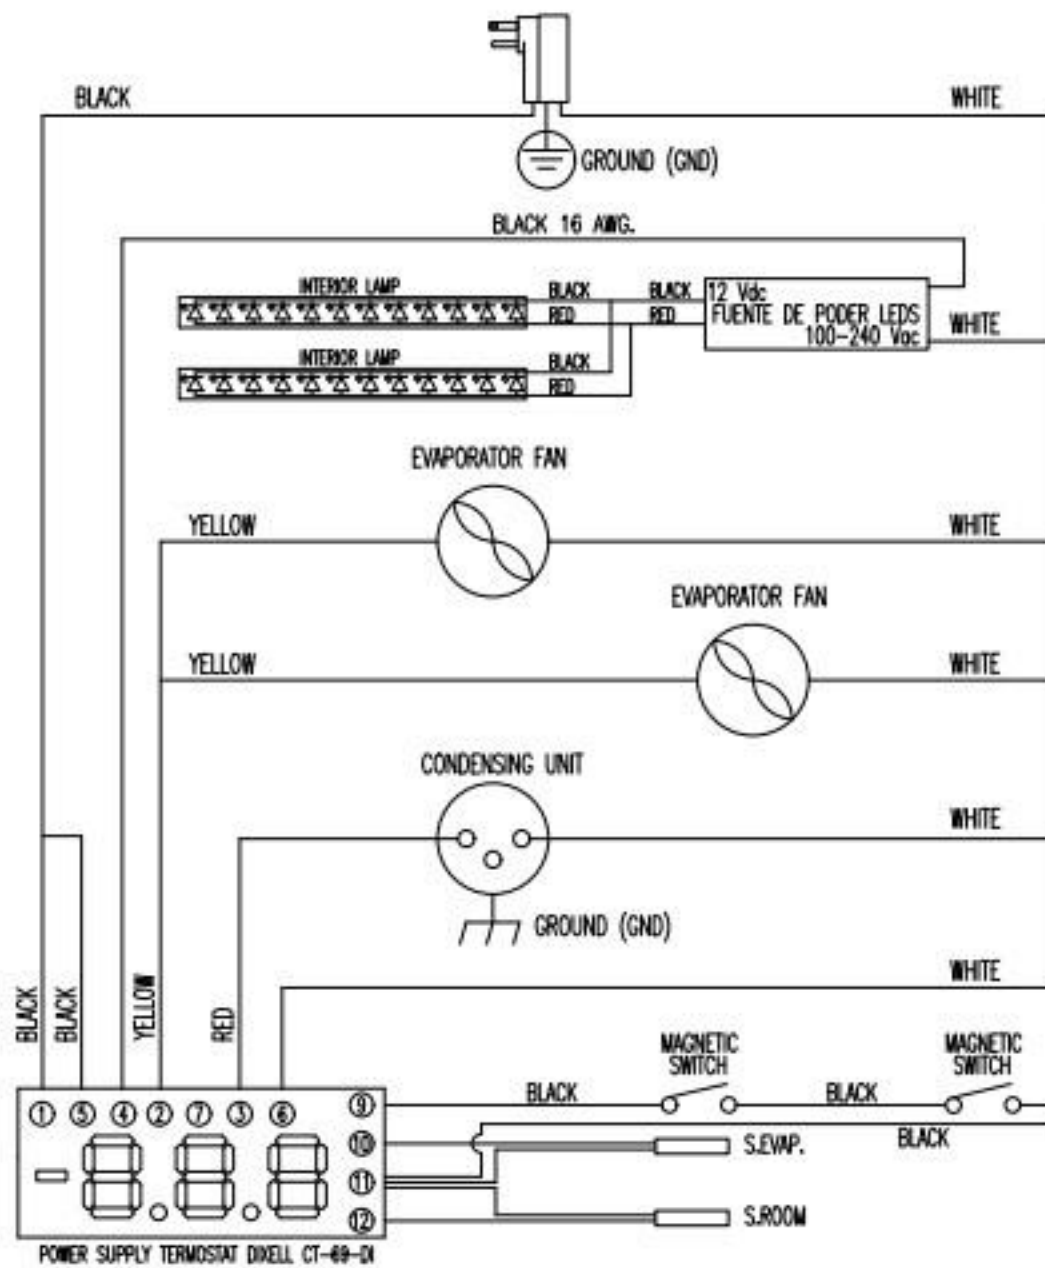 BLACK
WHITE
GROUND (GND)
BLACK 16 AWG.
INTERIOR LAMP
BLACK
BLACK
RED
RED
12 Vdc
FUENTE DE PODER LEDS
100-240 Vac
WHITE
INTERIOR LAMP
BLACK
RED
EVAPORATOR FAN
YELLOW
WHITE
EVAPORATOR FAN
YELLOW
WHITE
CONDENSING UNIT
WHITE
GROUND (GND)
WHITE
BLACK
BLACK
YELLOW
RED
MAGNETIC
SWITCH
MAGNETIC
SWITCH
BLACK
BLACK
BLACK
1 5 4 2 7 3 6 9
10
11
12
S.EVAP.
S.ROOM
POWER SUPPLY TERMOSTAT DIXELL